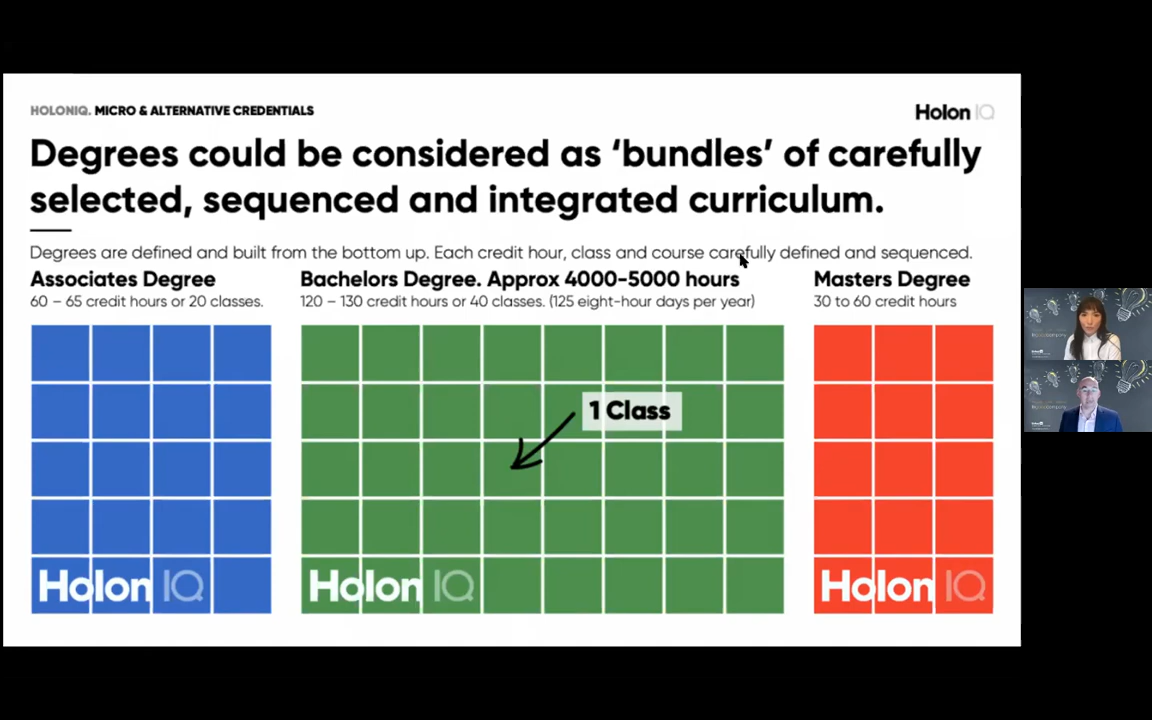 HOLONIQ. MICRO & ALTERNATIVE CREDENTIALS
Holon IQ
Degrees could be considered as ‘bundles’ of carefully
selected, sequenced and integrated curriculum.
Degrees are defined and built from the bottom up. Each credit hour, class and course carefully defined and sequenced.
Associates Degree
60 – 65 credit hours or 20 classes.
Bachelors Degree. Approx 4000-5000 hours
120 – 130 credit hours or 40 classes. (125 eight-hour days per year)
Masters Degree
30 to 60 credit hours
1 Class
Holon IQ
Holon IQ
Holon IQ